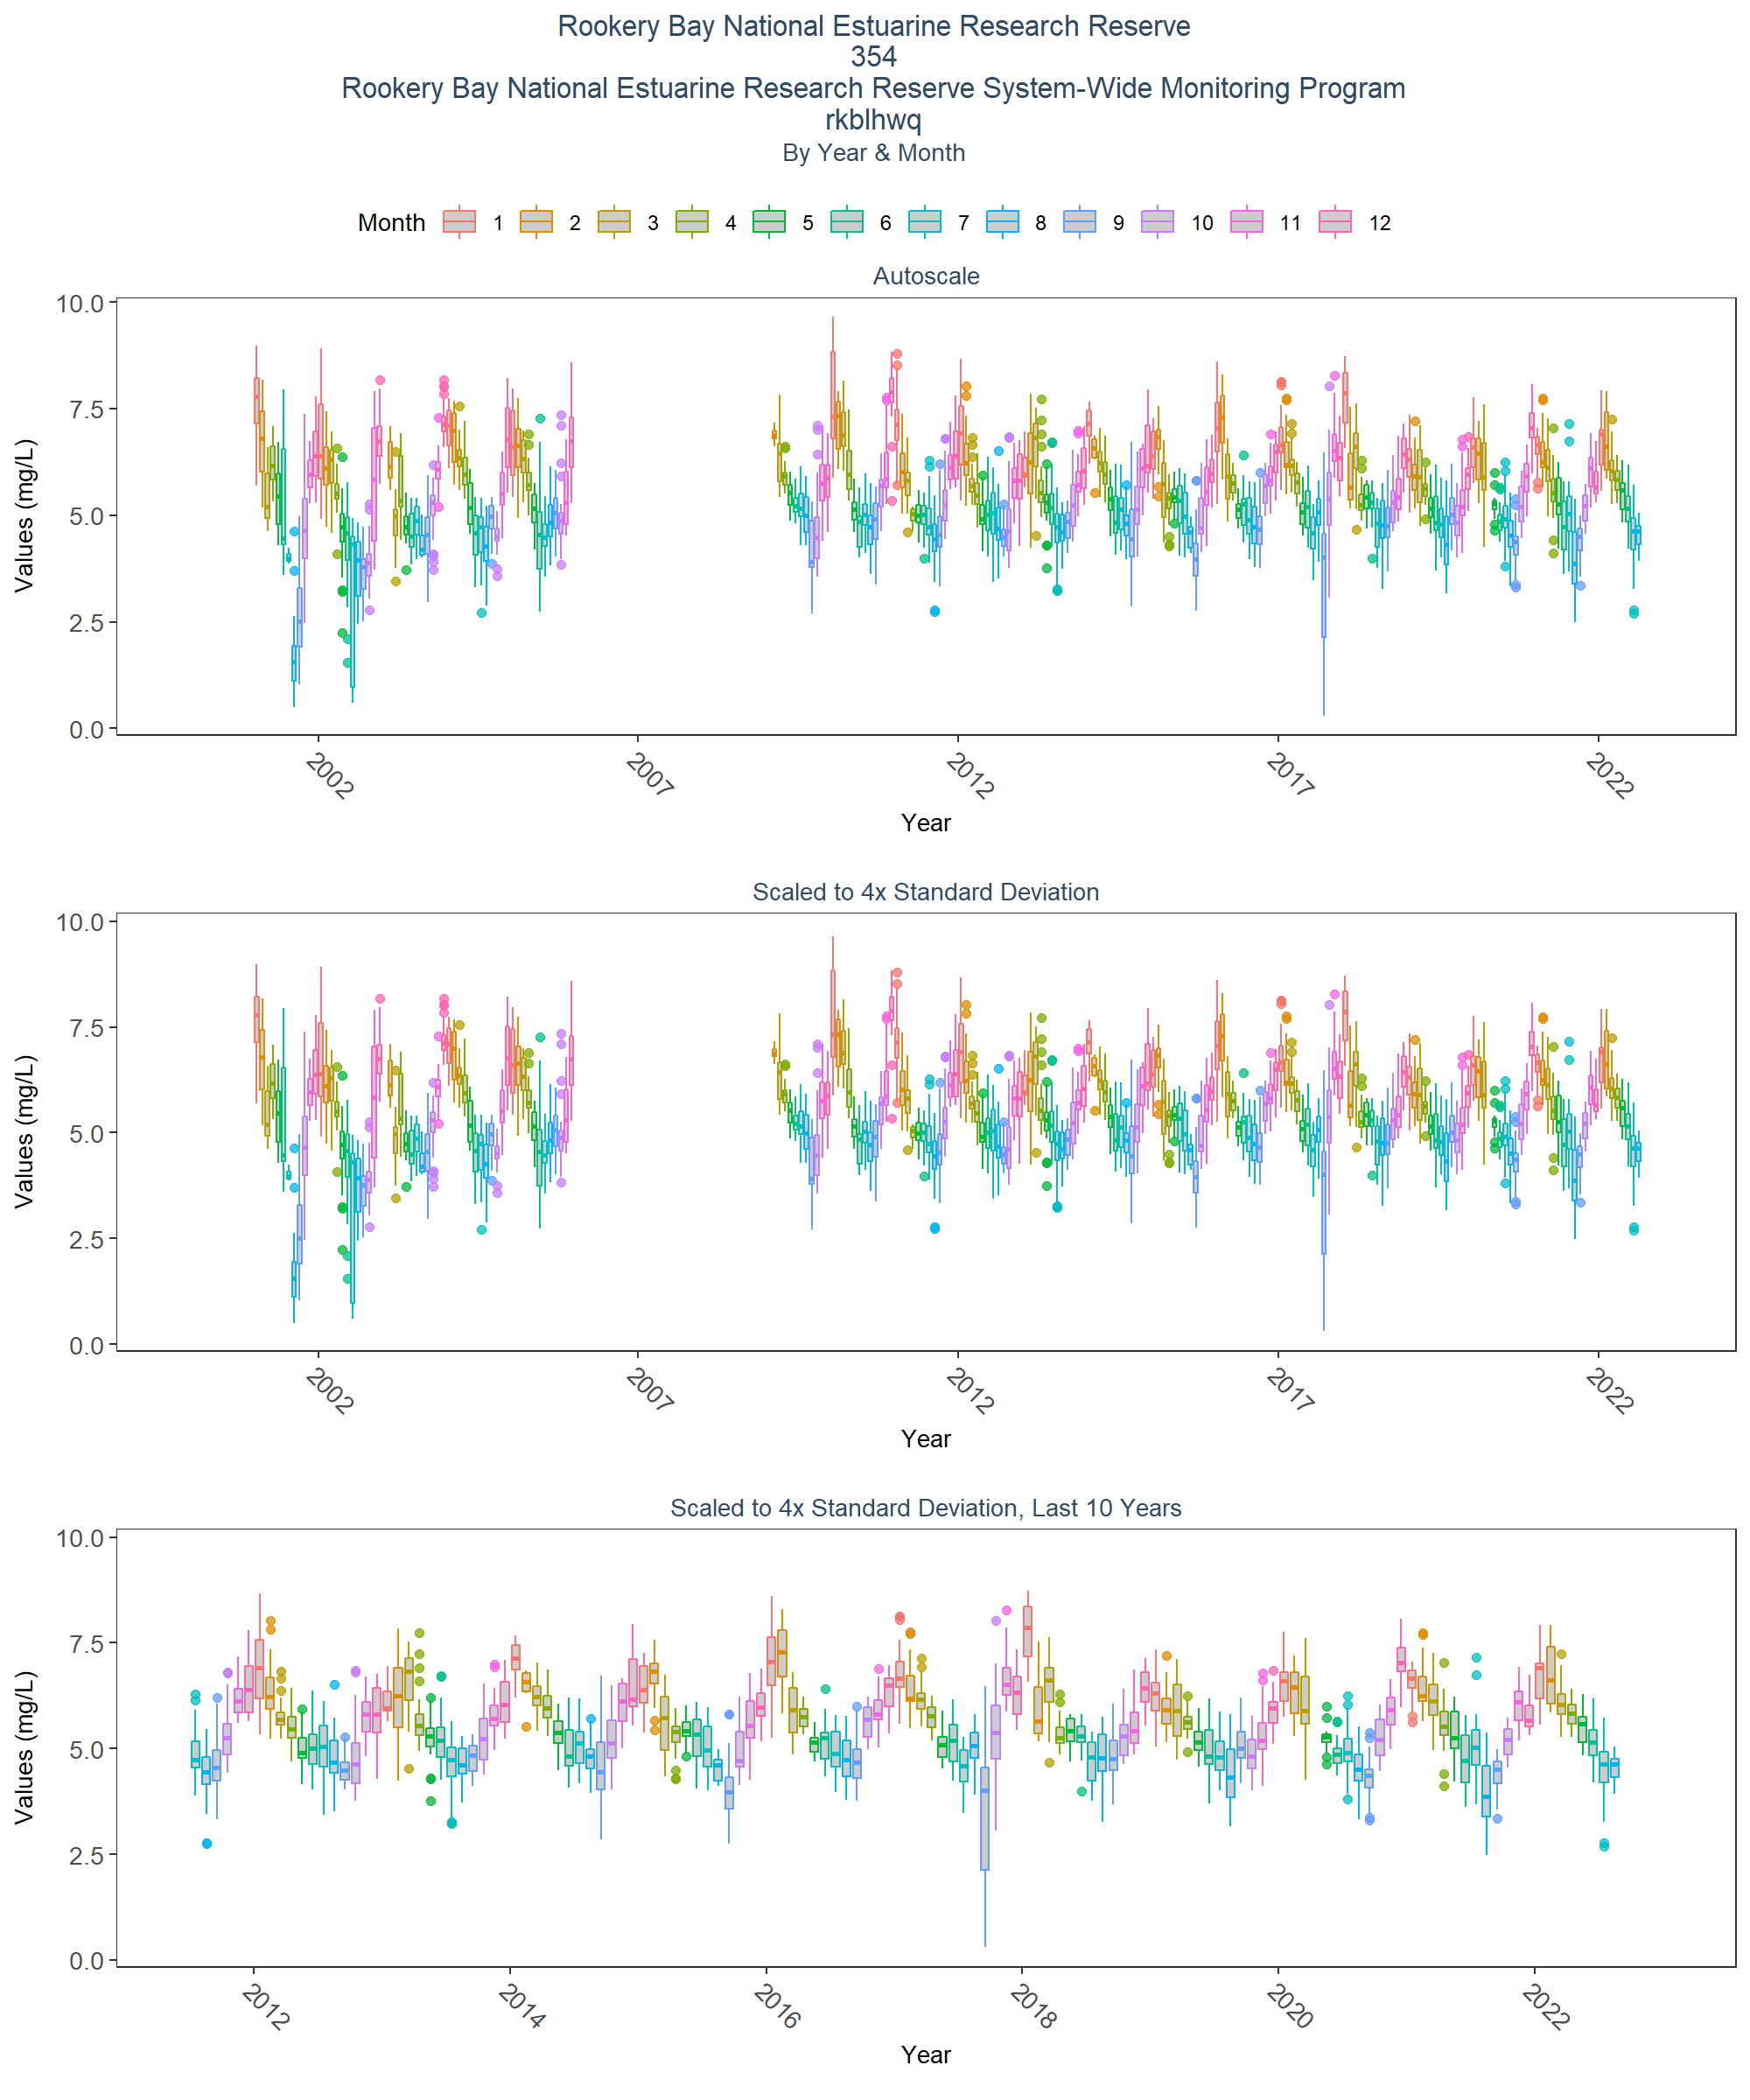 Rookery Bay National Estuarine Research Reserve
354
Rookery Bay National Estuarine Research Reserve System-Wide Monitoring Program
rkblhwq
By Year & Month
Month 1 2 3 4 5 6 7 8 9 10 11 12
Autoscale
Values (mg/L)
10.0
7.5
5.0
2.5
0.0
2002 2007 2012 2017 2022
Year
Scaled to 4x Standard Deviation
Values (mg/L)
10.0
7.5
5.0
2.5
0.0
2002 2007 2012 2017 2022
Year
Scaled to 4x Standard Deviation, Last 10 Years
Values (mg/L)
10.0
7.5
5.0
2.5
0.0
2012 2014 2016 2018 2020 2022
Year